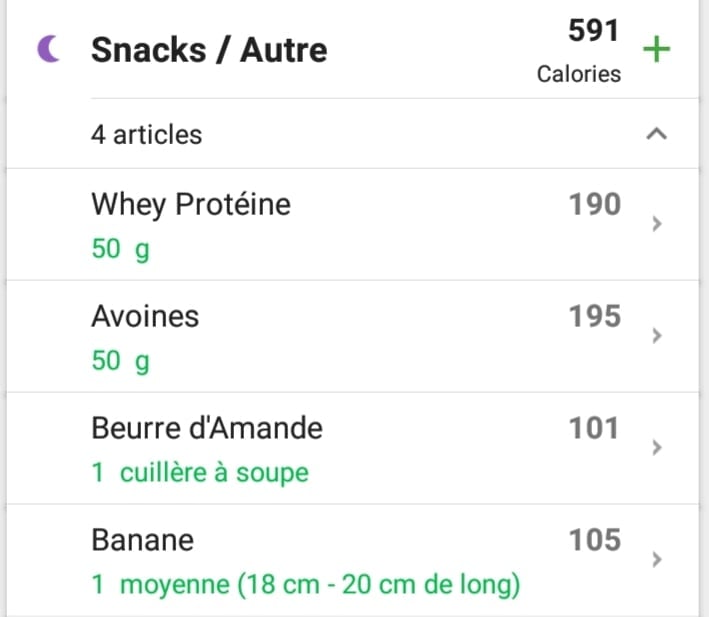 Snacks / Autre
591
Calories
4 articles
Whey Protéine
190
50 g
Avoines
195
50 g
Beurre d'Amande
101
1 cuillère à soupe
Banane
105
1 moyenne (18 cm - 20 cm de long)